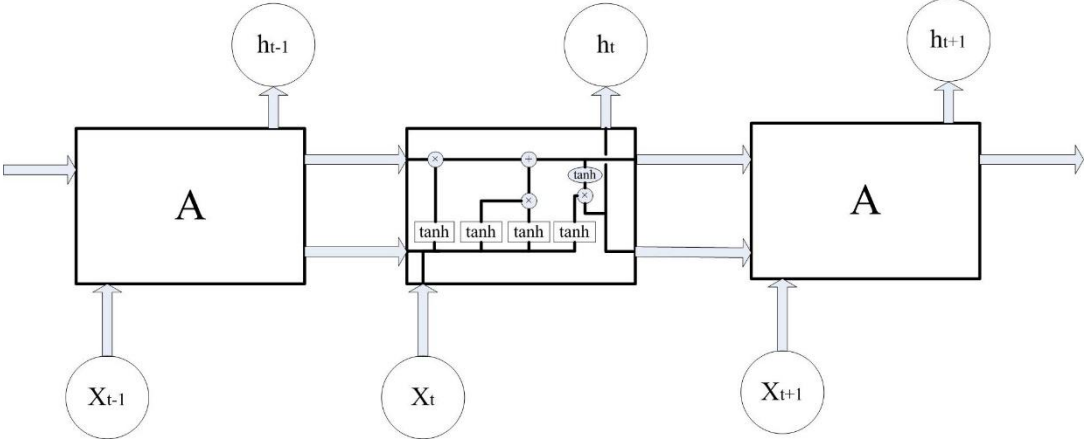 ht-1
ht
ht+1
A
×
+
tanh
×
×
A
tanh
tanh
tanh
tanh
Xt-1
Xt
Xt+1